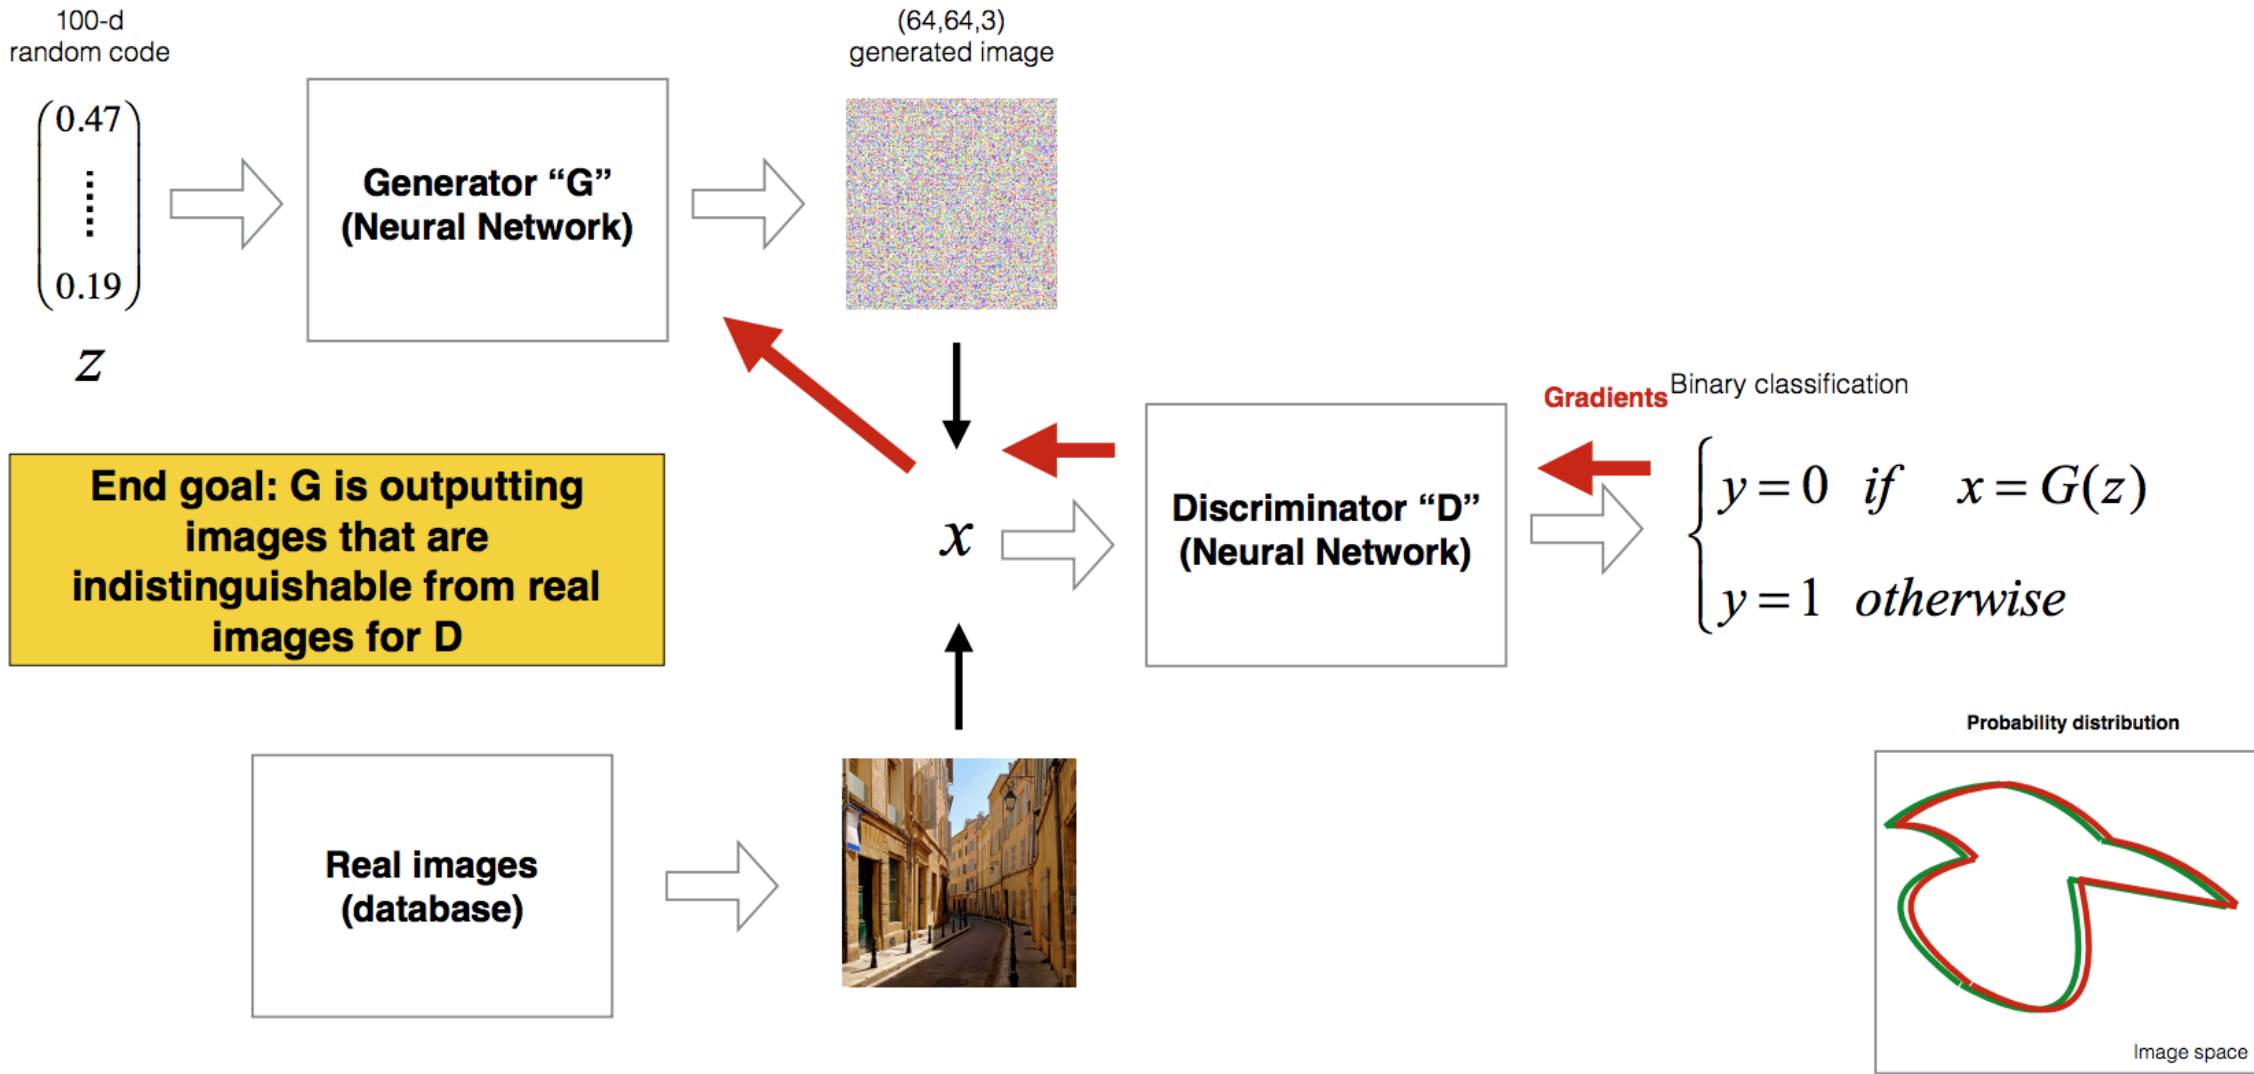 100-d
random code
(0.47
0.19)
z
Generator “G”
(Neural Network)
(64,64,3)
generated image
End goal: G is outputting
images that are
indistinguishable from real
images for D
x
Discriminator “D”
(Neural Network)
Gradients
Binary classification
y = 0 if x = G(z)
y = 1 otherwise
Real images
(database)
Probability distribution
Image space